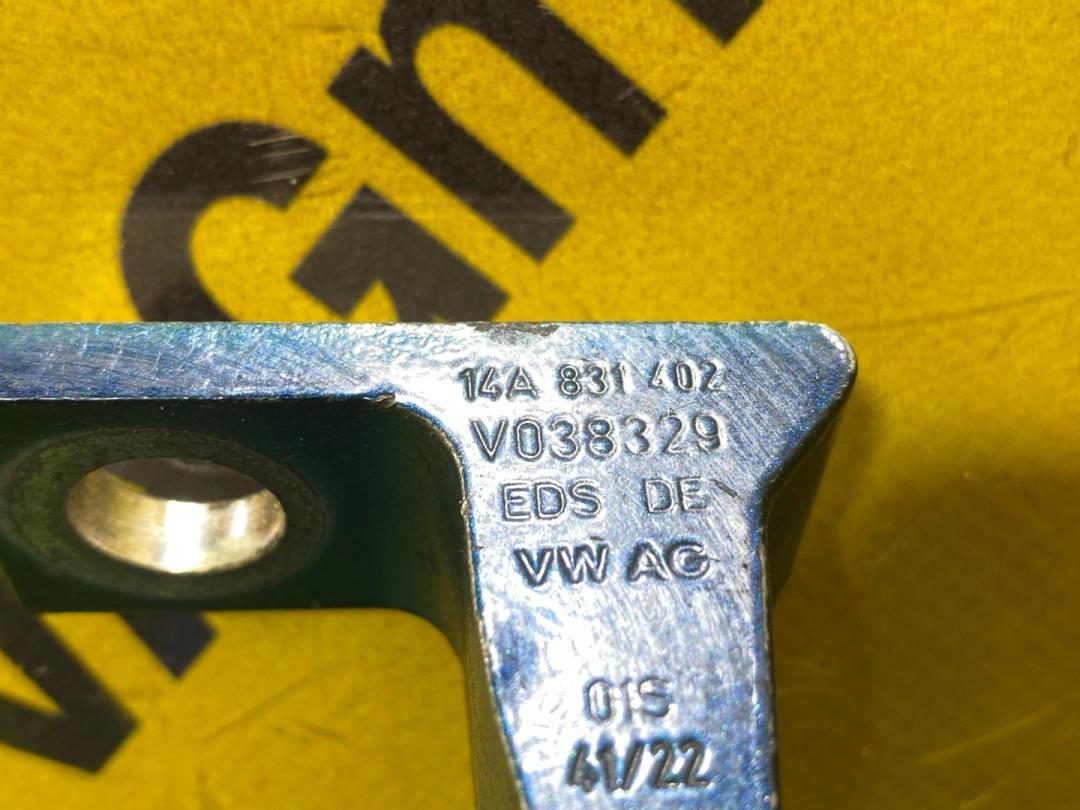 14A 831 402
V038329
EDS DE
VW AG
01S
41/22